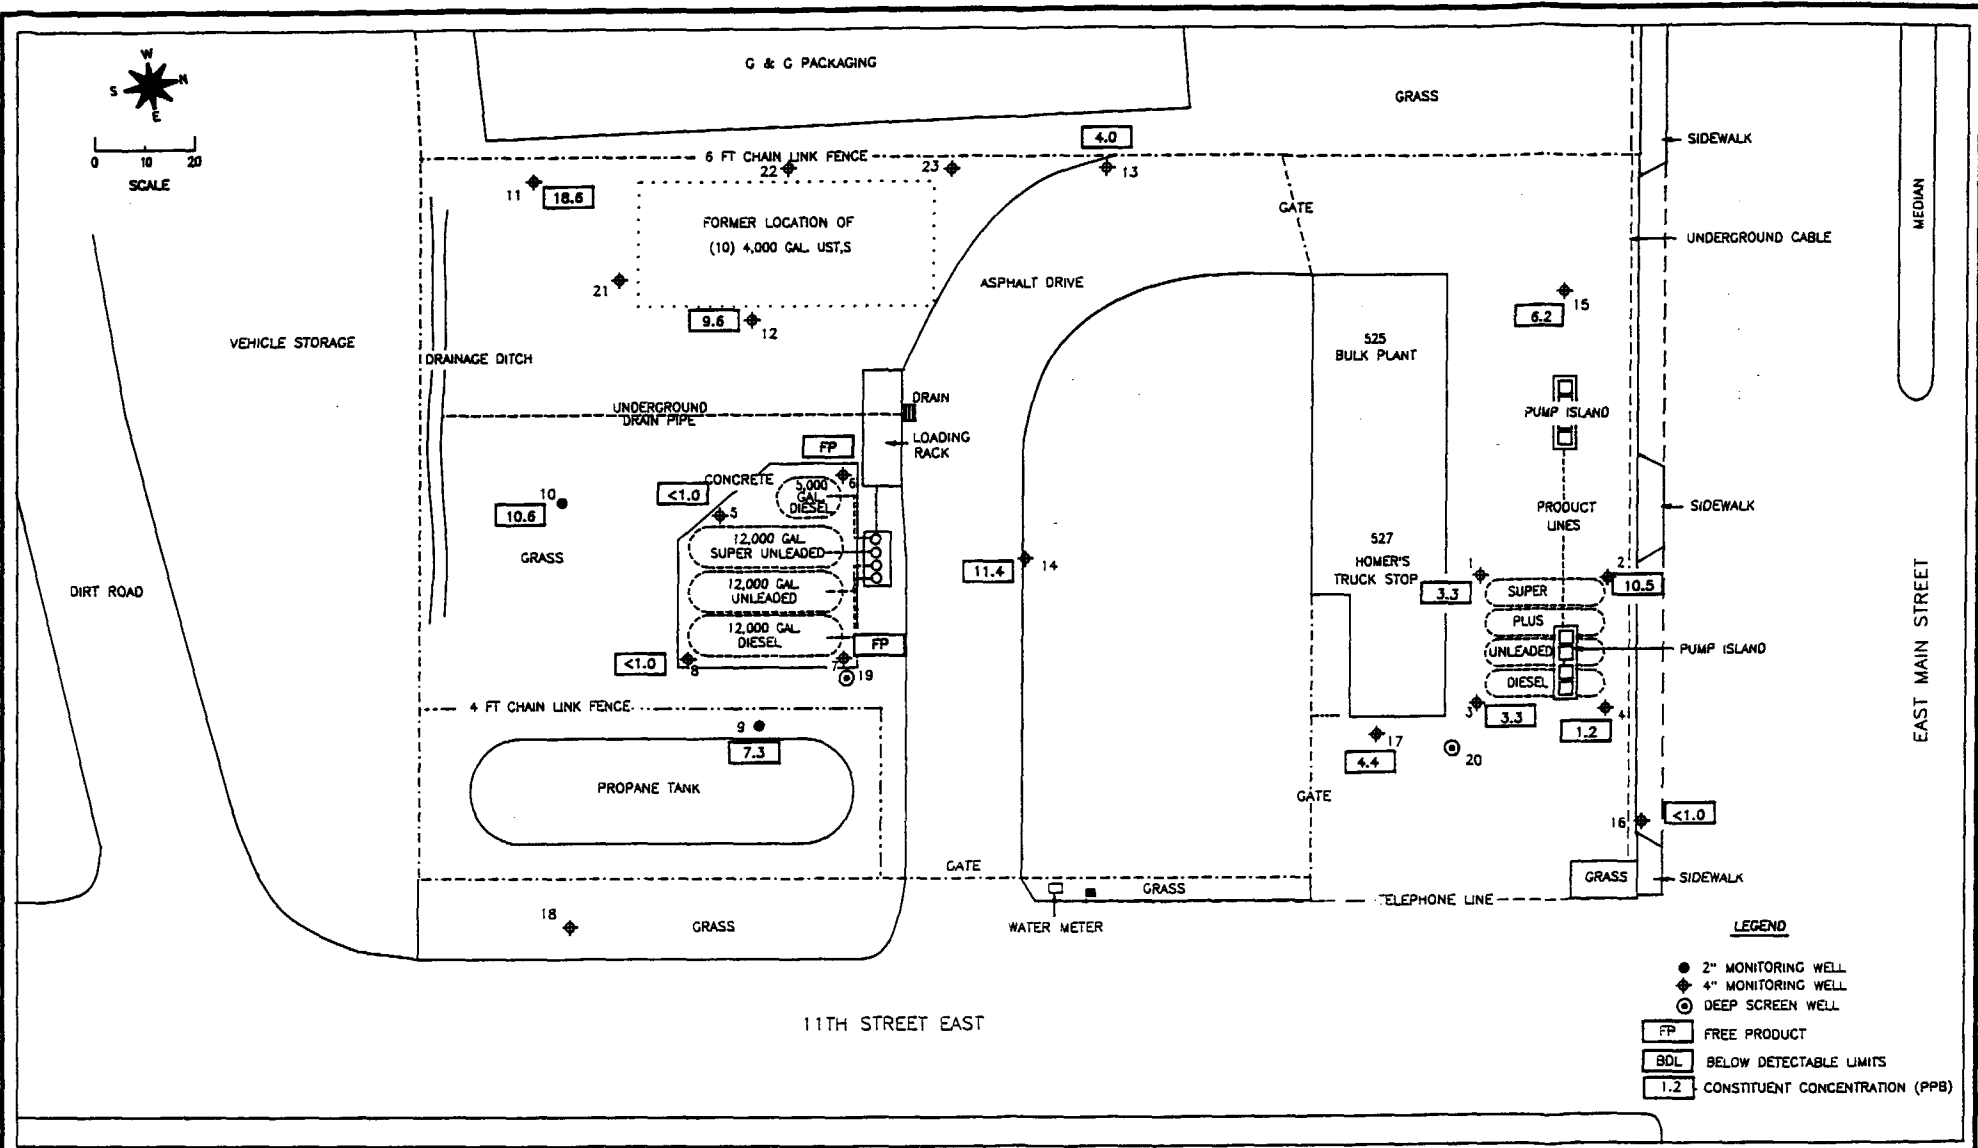 W
N
S
E
0 10 20
SCALE
G & G PACKAGING
GRASS
SIDEWALK
MEDIAN
4.0
6 FT CHAIN LINK FENCE
22
23
13
11
18.6
FORMER LOCATION OF
(10) 4,000 GAL. UST,S
GATE
UNDERGROUND CABLE
21
ASPHALT DRIVE
15
6.2
9.6
12
VEHICLE STORAGE
DRAINAGE DITCH
525
BULK PLANT
UNDERGROUND
DRAIN PIPE
DRAIN
LOADING
RACK
PUMP ISLAND
FP
CONCRETE
6
5,000
GAL.
DIESEL
<1.0
5
10
10.6
GRASS
12,000 GAL.
SUPER UNLEADED
12,000 GAL.
UNLEADED
12,000 GAL.
DIESEL
FP
<1.0
8
7
19
PRODUCT
LINES
SIDEWALK
527
HOMER'S
TRUCK STOP
14
11.4
1
3.3
2
10.5
SUPER
PLUS
UNLEADED
DIESEL
PUMP ISLAND
3
3.3
4
1.2
DIRT ROAD
EAST MAIN STREET
4 FT CHAIN LINK FENCE
9
7.3
PROPANE TANK
17
4.4
20
GATE
16
<1.0
GATE
GRASS
GRASS
SIDEWALK
TELEPHONE LINE
WATER METER
18
GRASS
11TH STREET EAST
LEGEND
2" MONITORING WELL
4" MONITORING WELL
DEEP SCREEN WELL
FP FREE PRODUCT
BDL BELOW DETECTABLE LIMITS
1.2 CONSTITUENT CONCENTRATION (PPB)